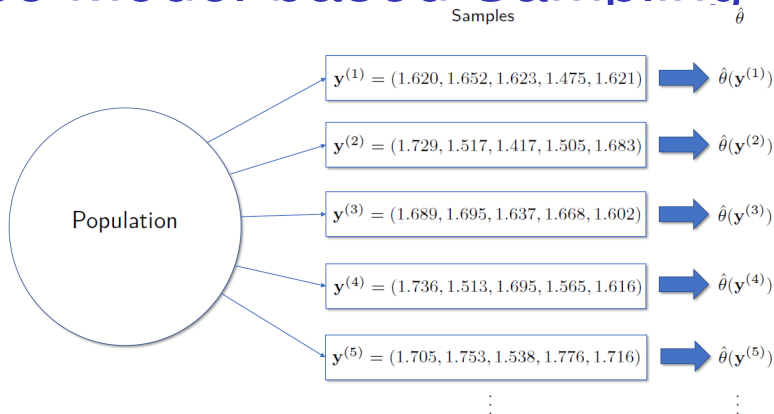 Model based Sampling
Samples θ̂
y⁽¹⁾ = (1.620, 1.652, 1.623, 1.475, 1.621) θ̂(y⁽¹⁾)
y⁽²⁾ = (1.729, 1.517, 1.417, 1.505, 1.683) θ̂(y⁽²⁾)
Population
y⁽³⁾ = (1.689, 1.695, 1.637, 1.668, 1.602) θ̂(y⁽³⁾)
y⁽⁴⁾ = (1.736, 1.513, 1.695, 1.565, 1.616) θ̂(y⁽⁴⁾)
y⁽⁵⁾ = (1.705, 1.753, 1.538, 1.776, 1.716) θ̂(y⁽⁵⁾)
⋮ ⋮